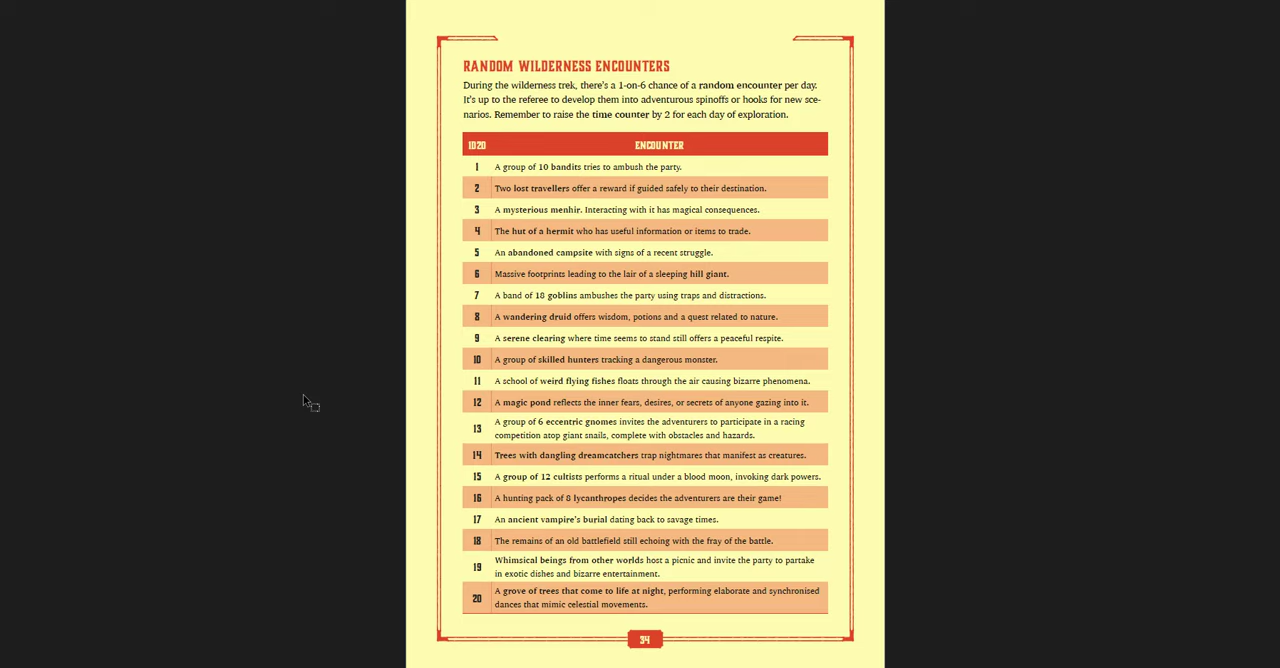 RANDOM WILDERNESS ENCOUNTERS
During the wilderness trek, there's a 1-on-6 chance of a random encounter per day.
It's up to the referee to develop them into adventurous spinoffs or hooks for new sce-
narios. Remember to raise the time counter by 2 for each day of exploration.
1D20 ENCOUNTER
1 A group of 10 bandits tries to ambush the party.
2 Two lost travellers offer a reward if guided safely to their destination.
3 A mysterious menhir. Interacting with it has magical consequences.
4 The hut of a hermit who has useful information or items to trade.
5 An abandoned campsite with signs of a recent struggle.
6 Massive footprints leading to the lair of a sleeping hill giant.
7 A band of 18 goblins ambushes the party using traps and distractions.
8 A wandering druid offers wisdom, potions and a quest related to nature.
9 A serene clearing where time seems to stand still offers a peaceful respite.
10 A group of skilled hunters tracking a dangerous monster.
11 A school of weird flying fishes floats through the air causing bizarre phenomena.
12 A magic pond reflects the inner fears, desires, or secrets of anyone gazing into it.
13 A group of 6 eccentric gnomes invites the adventurers to participate in a racing
competition atop giant snails, complete with obstacles and hazards.
14 Trees with dangling dreamcatchers trap nightmares that manifest as creatures.
15 A group of 12 cultists performs a ritual under a blood moon, invoking dark powers.
16 A hunting pack of 8 lycanthropes decides the adventurers are their game!
17 An ancient vampire's burial dating back to savage times.
18 The remains of an old battlefield still echoing with the fray of the battle.
19 Whimsical beings from other worlds host a picnic and invite the party to partake
in exotic dishes and bizarre entertainment.
20 A grove of trees that come to life at night, performing elaborate and synchronised
dances that mimic celestial movements.
34